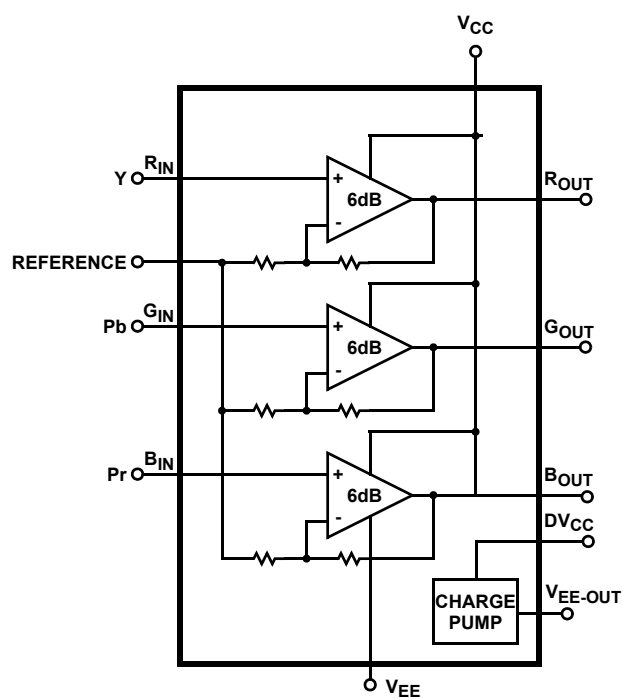 VCC
RIN
Y
+
6dB
-
ROUT
REFERENCE
GIN
Pb
+
6dB
-
GOUT
BIN
Pr
+
6dB
-
BOUT
DVCC
CHARGE
PUMP
VEE-OUT
VEE